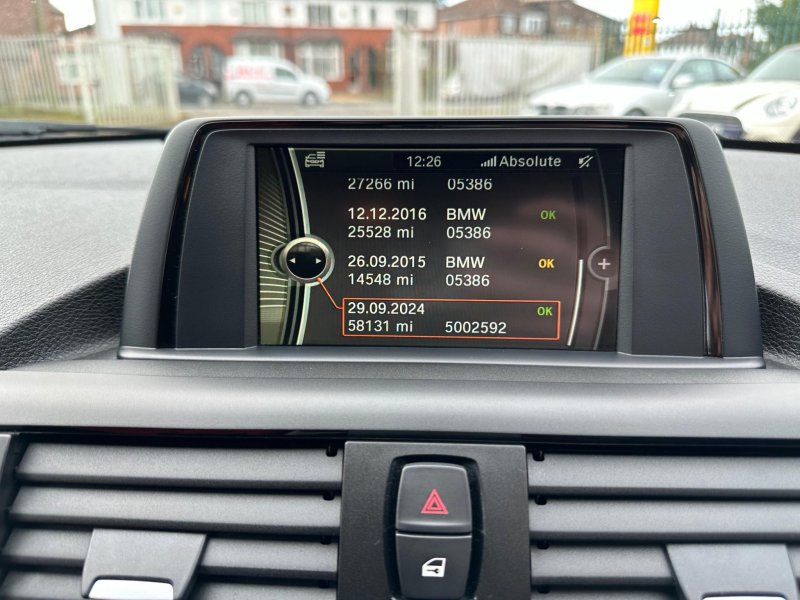 12:26 Absolute
27266 mi 05386
12.12.2016 BMW OK
25528 mi 05386
26.09.2015 BMW OK
14548 mi 05386
29.09.2024 OK
58131 mi 5002592